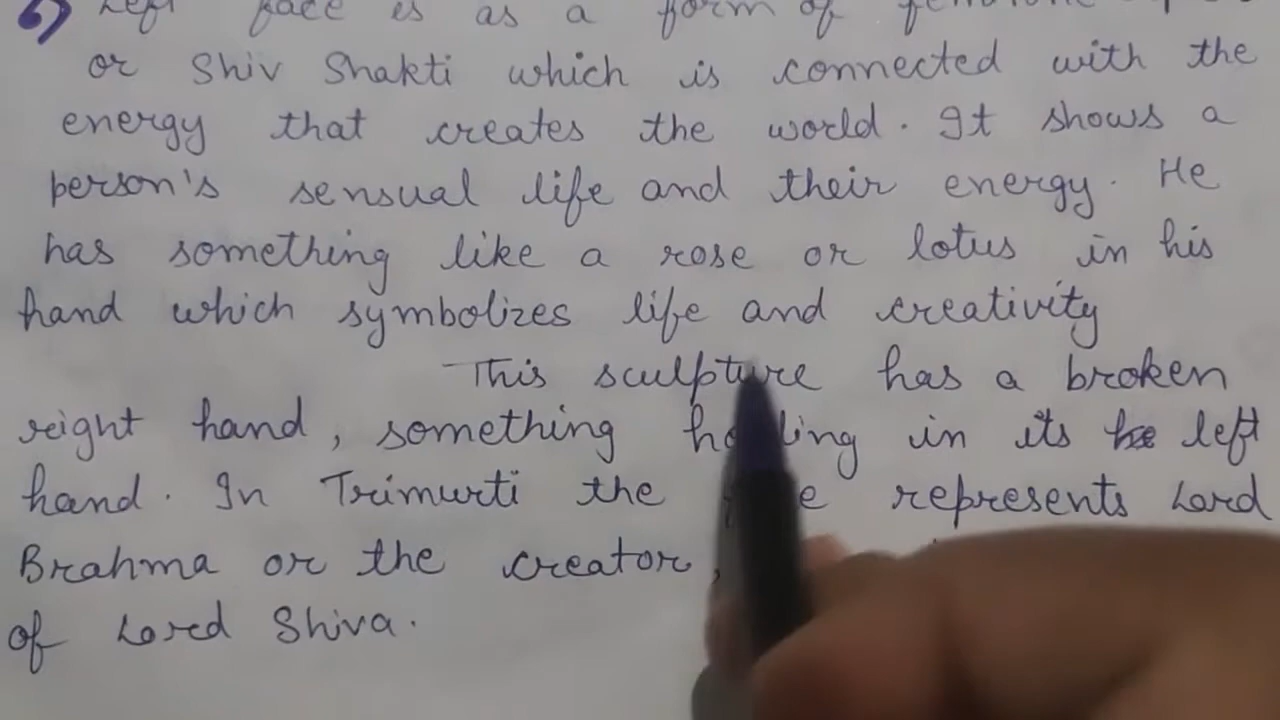 Left face is as a form of
or Shiv Shakti which is connected with the
energy that creates the world. It shows a
person's sensual life and their energy. He
has something like a rose or lotus in his
hand which symbolizes life and creativity
This sculpture has a broken
right hand, something in its left
hand. In Trimurti the represents Lord
Brahma or the creator,
of Lord Shiva.